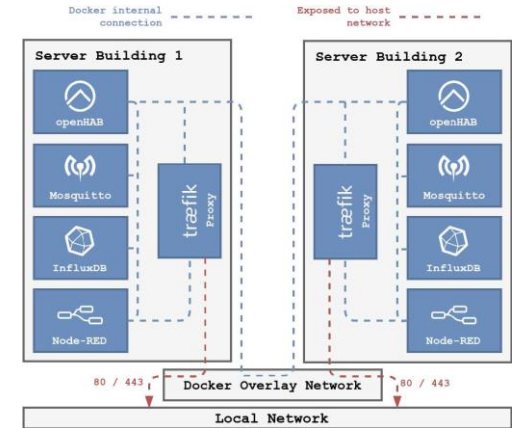 Docker internal
connection
Exposed to host
network
Server Building 1
openHAB
Mosquitto
InfluxDB
Node-RED
træfik
Proxy
Server Building 2
openHAB
Mosquitto
InfluxDB
Node-RED
træfik
Proxy
80 / 443
Docker Overlay Network
80 / 443
Local Network